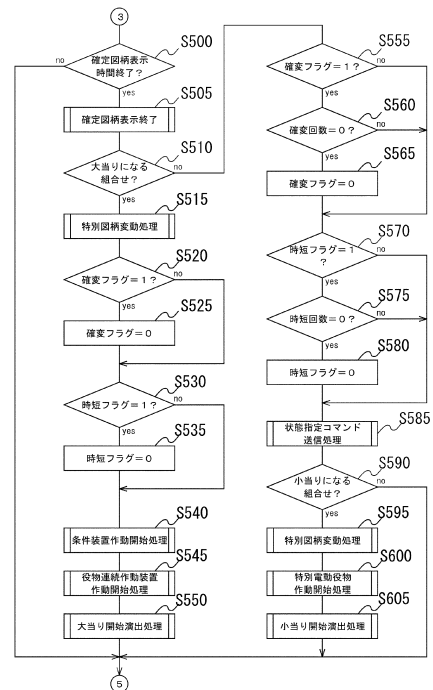 3
確定図柄表示
時間終了?
S500
no
yes
S505
確定図柄表示終了
S510
大当りになる
組合せ?
no
yes
S515
特別図柄変動処理
S520
確変フラグ=1?
no
yes
S525
確変フラグ=0
S530
時短フラグ=1?
no
yes
S535
時短フラグ=0
S540
条件装置作動開始処理
S545
役物連続作動装置
作動開始処理
S550
大当り開始演出処理
5
S555
確変フラグ=1?
no
yes
S560
確変回数=0?
no
yes
S565
確変フラグ=0
S570
時短フラグ=1
?
no
yes
S575
時短回数=0?
no
yes
S580
時短フラグ=0
S585
状態指定コマンド
送信処理
S590
小当りになる
組合せ?
no
yes
S595
特別図柄変動処理
S600
特別電動役物
作動開始処理
S605
小当り開始演出処理